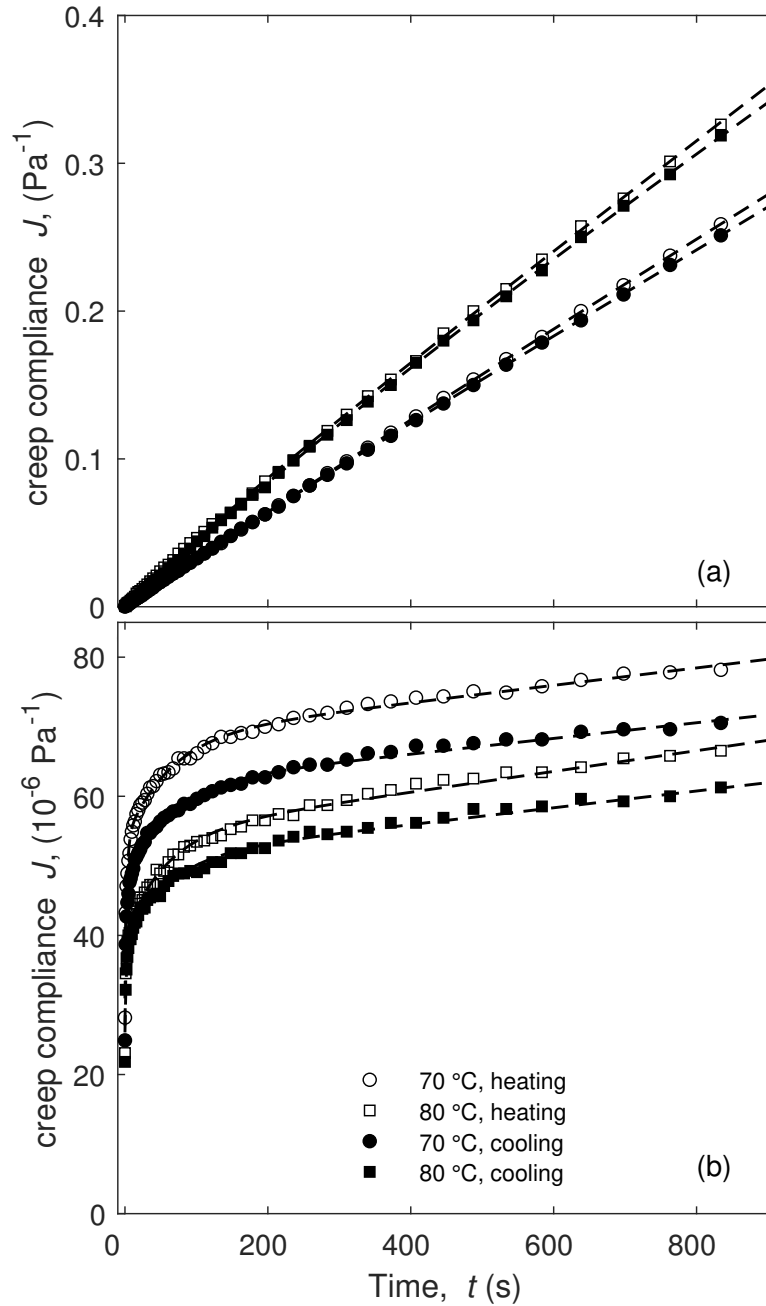 0.4
0.3
0.2
0.1
0
creep compliance J, (Pa⁻¹)
(a)
80
60
40
20
0
creep compliance J, (10⁻⁶ Pa⁻¹)
70 °C, heating
80 °C, heating
70 °C, cooling
80 °C, cooling
(b)
0 200 400 600 800
Time, t (s)